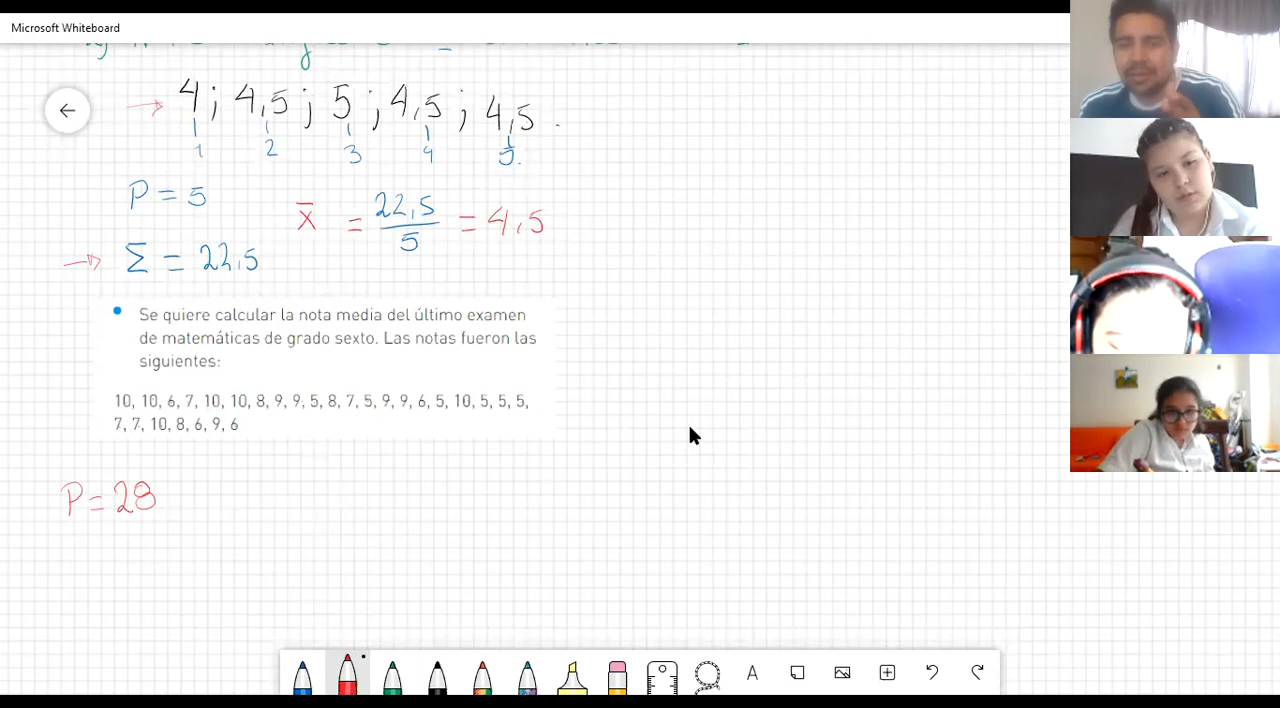 Microsoft Whiteboard
→ 4; 4,5; 5; 4,5; 4,5.
1 2 3 4 5.
P = 5
x̄ = 22,5/5 = 4,5
→ Σ = 22,5
• Se quiere calcular la nota media del último examen
de matemáticas de grado sexto. Las notas fueron las
siguientes:
10, 10, 6, 7, 10, 10, 8, 9, 9, 5, 8, 7, 5, 9, 9, 6, 5, 10, 5, 5, 5,
7, 7, 10, 8, 6, 9, 6
P = 28
A